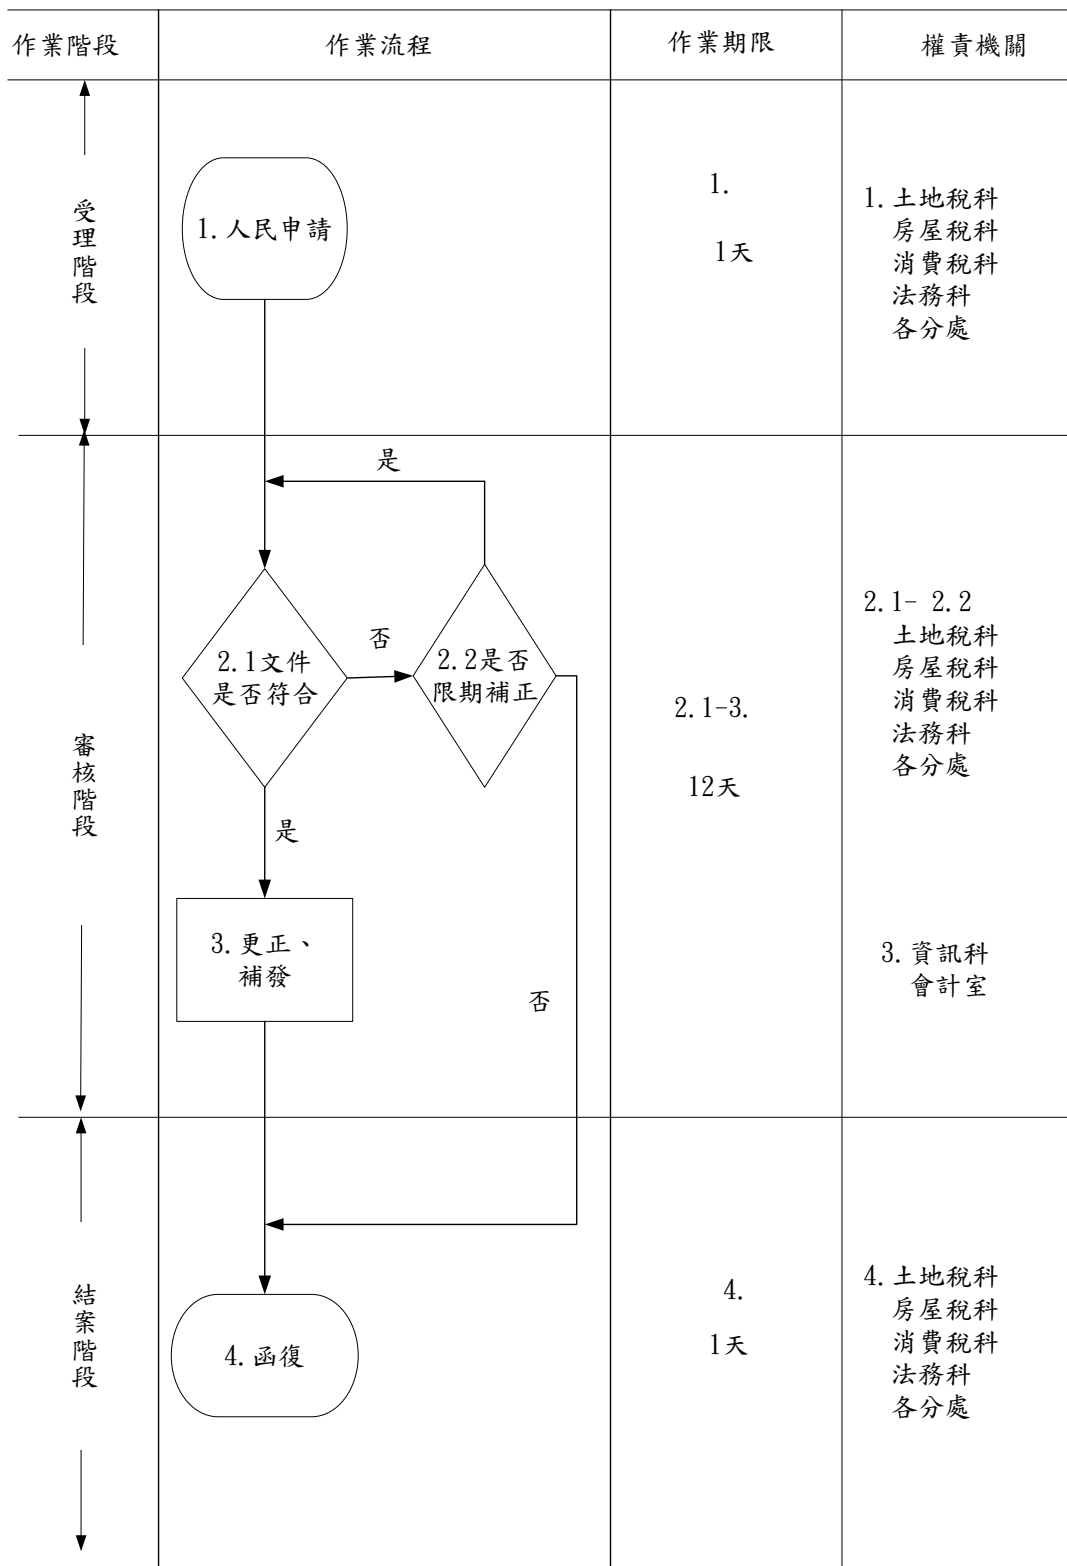 作業階段
作業流程
作業期限
權責機關
受理階段
1. 人民申請
1.
1天
1. 土地稅科
房屋稅科
消費稅科
法務科
各分處
審核階段
是
2.1文件
是否符合
否
2.2是否
限期補正
是
3. 更正、
補發
否
2.1-3.
12天
2.1- 2.2
土地稅科
房屋稅科
消費稅科
法務科
各分處
3. 資訊科
會計室
結案階段
4. 函復
4.
1天
4. 土地稅科
房屋稅科
消費稅科
法務科
各分處